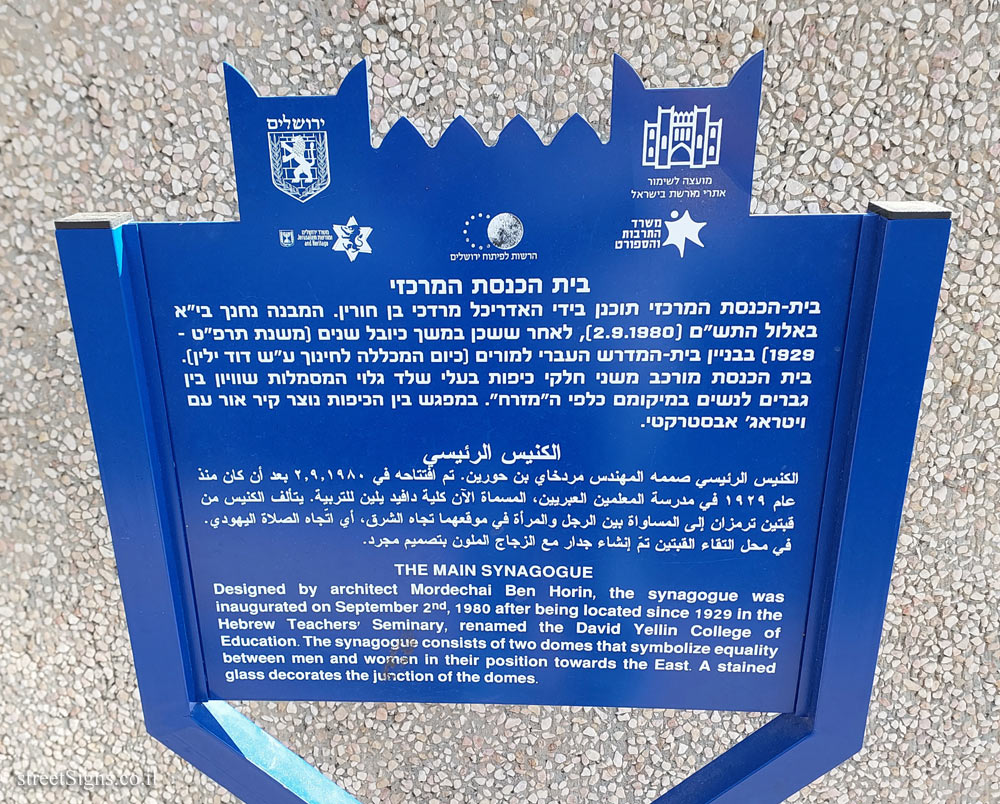 ירושלים
מועצה לשימור
אתרי מורשת בישראל
משרד ירושלים
ומורשת
Jerusalem
and Heritage
הרשות לפיתוח ירושלים
משרד
התרבות
והספורט
בית הכנסת המרכזי
בית-הכנסת המרכזי תוכנן בידי האדריכל מרדכי בן חורין. המבנה נחנך בי"א
באלול התש"ם (2.9.1980), לאחר ששכן במשך כיובל שנים (משנת תרפ"ט -
1929) בבניין בית-המדרש העברי למורים (כיום המכללה לחינוך ע"ש דוד ילין).
בית הכנסת מורכב משני חלקי כיפות בעלי שלד גלוי המסמלות שוויון בין
גברים לנשים במיקומם כלפי ה"מזרח". במפגש בין הכיפות נוצר קיר אור עם
ויטראג' אבסטרקטי.
الكنيس الرئيسي
الكنيس الرئيسي صممه المهندس مردخاي بن حورين. تم افتتاحه في ٢,٩,١٩٨٠ بعد أن كان منذ
عام ١٩٢٩ في مدرسة المعلمين العبريين، المسماة الآن كلية دافيد يلين للتربية. يتألف الكنيس من
قبتين ترمزان إلى المساواة بين الرجل والمرأة في موقعهما تجاه الشرق، أي اتّجاه الصلاة اليهودي.
في محل التقاء القبتين تمّ إنشاء جدار مع الزجاج الملون بتصميم مجرد.
THE MAIN SYNAGOGUE
Designed by architect Mordechai Ben Horin, the synagogue was
inaugurated on September 2nd, 1980 after being located since 1929 in the
Hebrew Teachers' Seminary, renamed the David Yellin College of
Education. The synagogue consists of two domes that symbolize equality
between men and women in their position towards the East. A stained
glass decorates the junction of the domes.
streetSigns.co.il